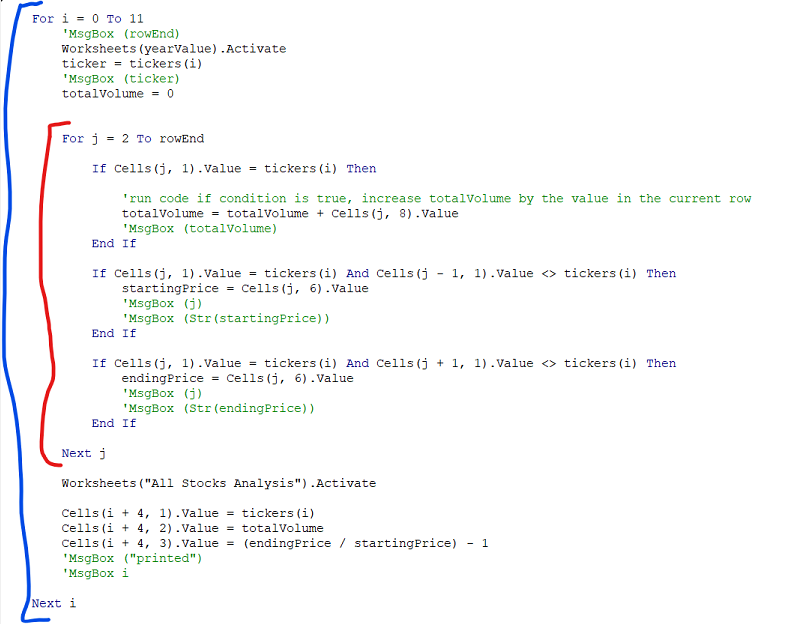 For i = 0 To 11
'MsgBox (rowEnd)
Worksheets(yearValue).Activate
ticker = tickers(i)
'MsgBox (ticker)
totalVolume = 0
For j = 2 To rowEnd
If Cells(j, 1).Value = tickers(i) Then
'run code if condition is true, increase totalVolume by the value in the current row
totalVolume = totalVolume + Cells(j, 8).Value
'MsgBox (totalVolume)
End If
If Cells(j, 1).Value = tickers(i) And Cells(j - 1, 1).Value <> tickers(i) Then
startingPrice = Cells(j, 6).Value
'MsgBox (j)
'MsgBox (Str(startingPrice))
End If
If Cells(j, 1).Value = tickers(i) And Cells(j + 1, 1).Value <> tickers(i) Then
endingPrice = Cells(j, 6).Value
'MsgBox (j)
'MsgBox (Str(endingPrice))
End If
Next j
Worksheets("All Stocks Analysis").Activate
Cells(i + 4, 1).Value = tickers(i)
Cells(i + 4, 2).Value = totalVolume
Cells(i + 4, 3).Value = (endingPrice / startingPrice) - 1
'MsgBox ("printed")
'MsgBox i
Next i